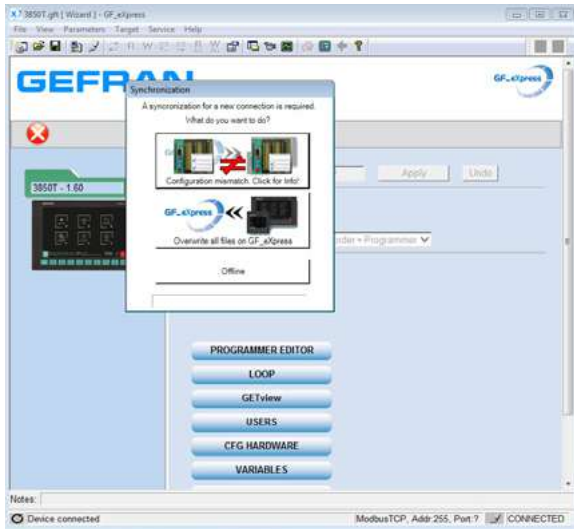 3850T.gft [ Wizard ] - GF_eXpress
File View Parameters Target Service Help
GEFRAN
GF_eXpress
Synchronization
A syncronization for a new connection is required.
What do you want to do?
Configuration mismatch. Click for Info!
GF_eXpress
Overwrite all files on GF_eXpress
Offline
Apply
Undo
3850T - 1.60
order + Programmer
PROGRAMMER EDITOR
LOOP
GETview
USERS
CFG HARDWARE
VARIABLES
Notes:
Device connected
ModbusTCP, Addr:255, Port:?
CONNECTED